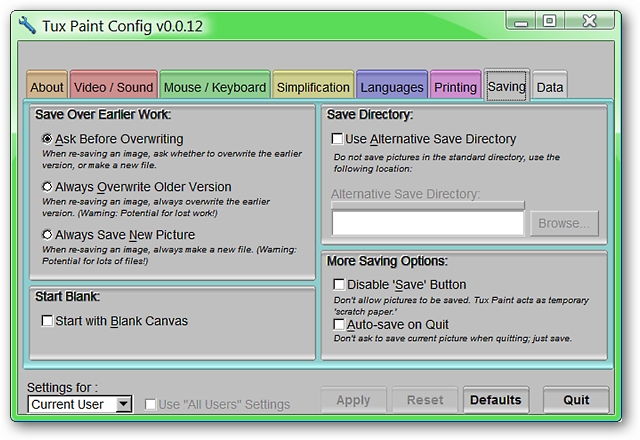 Tux Paint Config v0.0.12
About
Video / Sound
Mouse / Keyboard
Simplification
Languages
Printing
Saving
Data
Save Over Earlier Work:
Ask Before Overwriting
When re-saving an image, ask whether to overwrite the earlier
version, or make a new file.
Always Overwrite Older Version
When re-saving an image, always overwrite the earlier
version. (Warning: Potential for lost work!)
Always Save New Picture
When re-saving an image, always make a new file. (Warning:
Potential for lots of files!)
Start Blank:
Start with Blank Canvas
Save Directory:
Use Alternative Save Directory
Do not save pictures in the standard directory, use the
following location:
Alternative Save Directory:
Browse...
More Saving Options:
Disable 'Save' Button
Don't allow pictures to be saved. Tux Paint acts as temporary
'scratch paper.'
Auto-save on Quit
Don't ask to save current picture when quitting; just save.
Settings for :
Current User
Use "All Users" Settings
Apply
Reset
Defaults
Quit